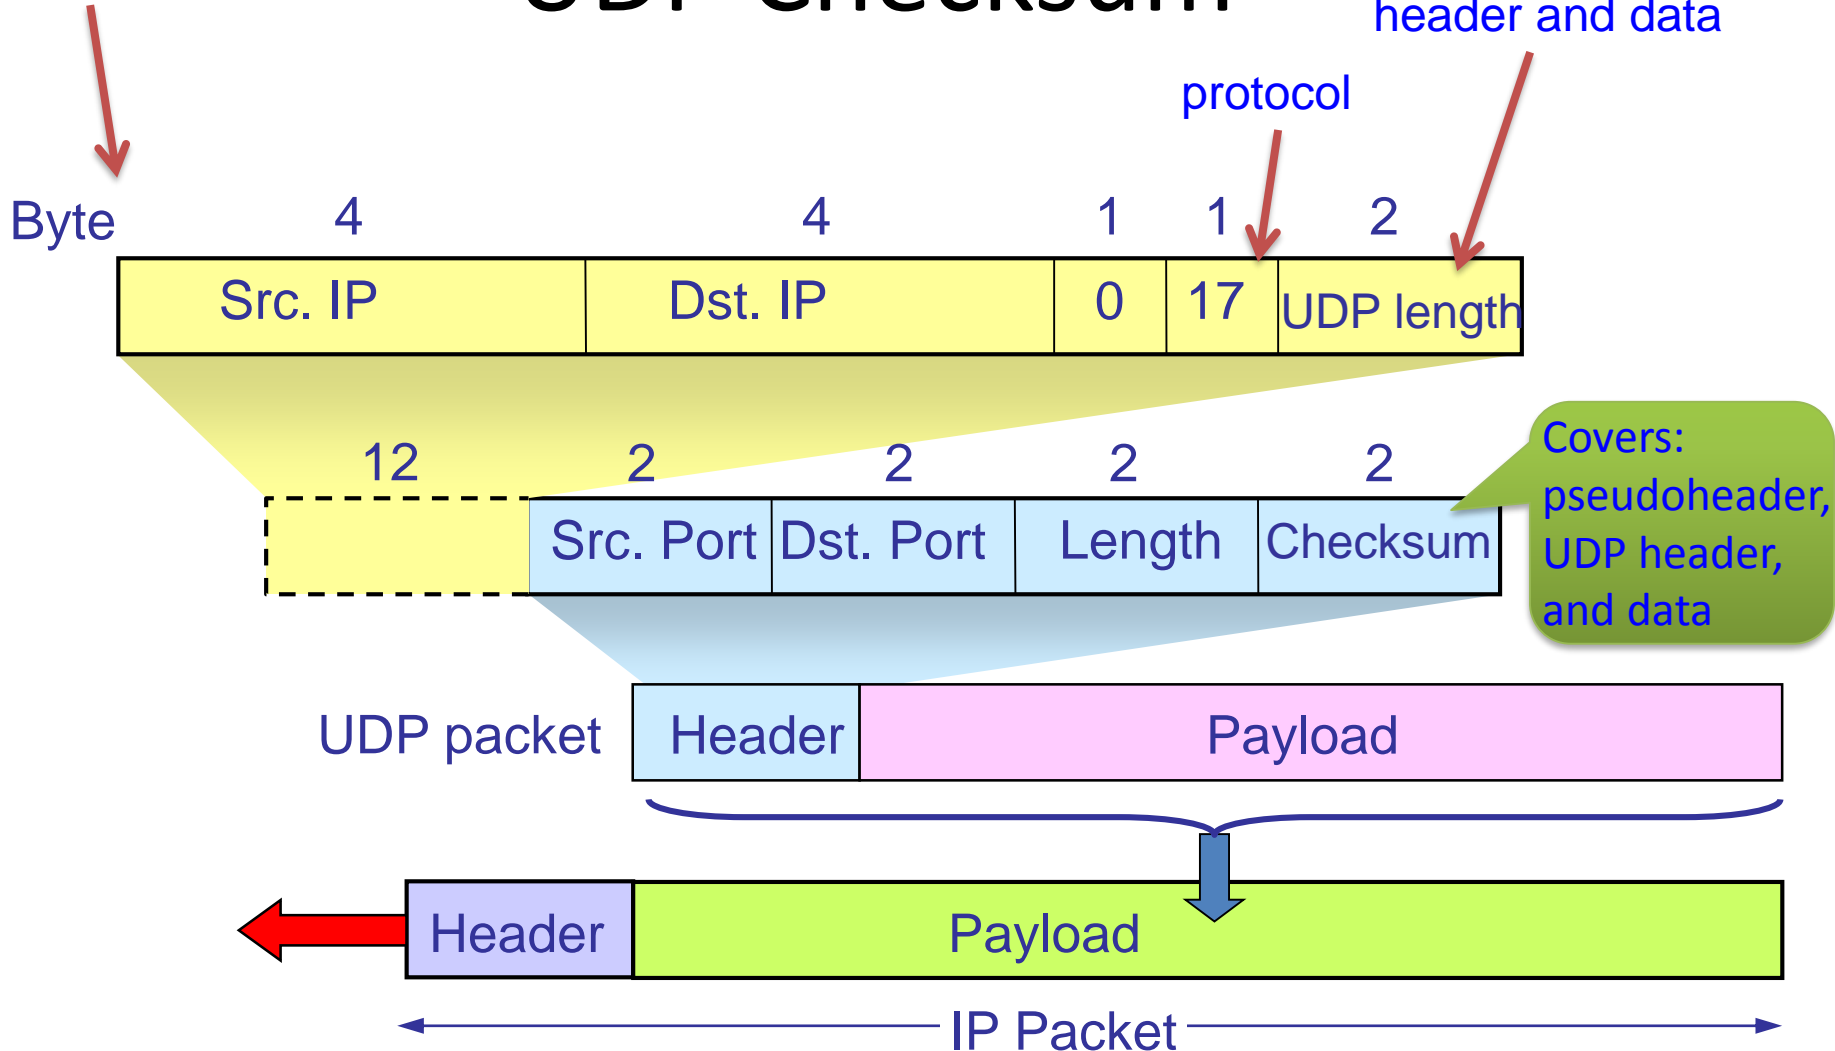 UDP Checksum
header and data
protocol
Byte 4 4 1 1 2
Src. IP Dst. IP 0 17 UDP length
12 2 2 2 2
Src. Port Dst. Port Length Checksum
Covers:
pseudoheader,
UDP header,
and data
UDP packet Header Payload
Header Payload
IP Packet